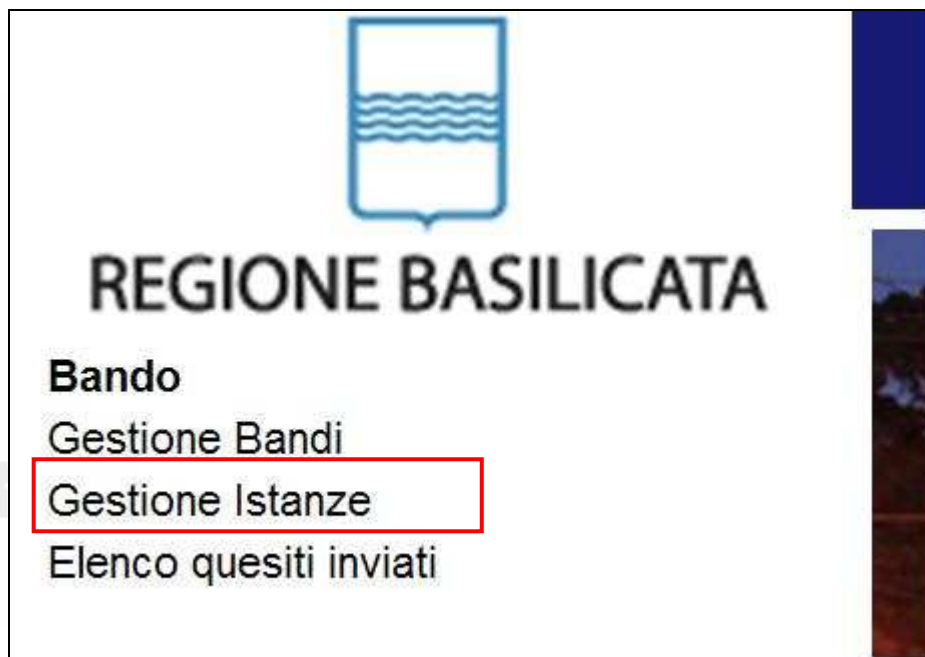 REGIONE BASILICATA
Bando
Gestione Bandi
Gestione Istanze
Elenco quesiti inviati